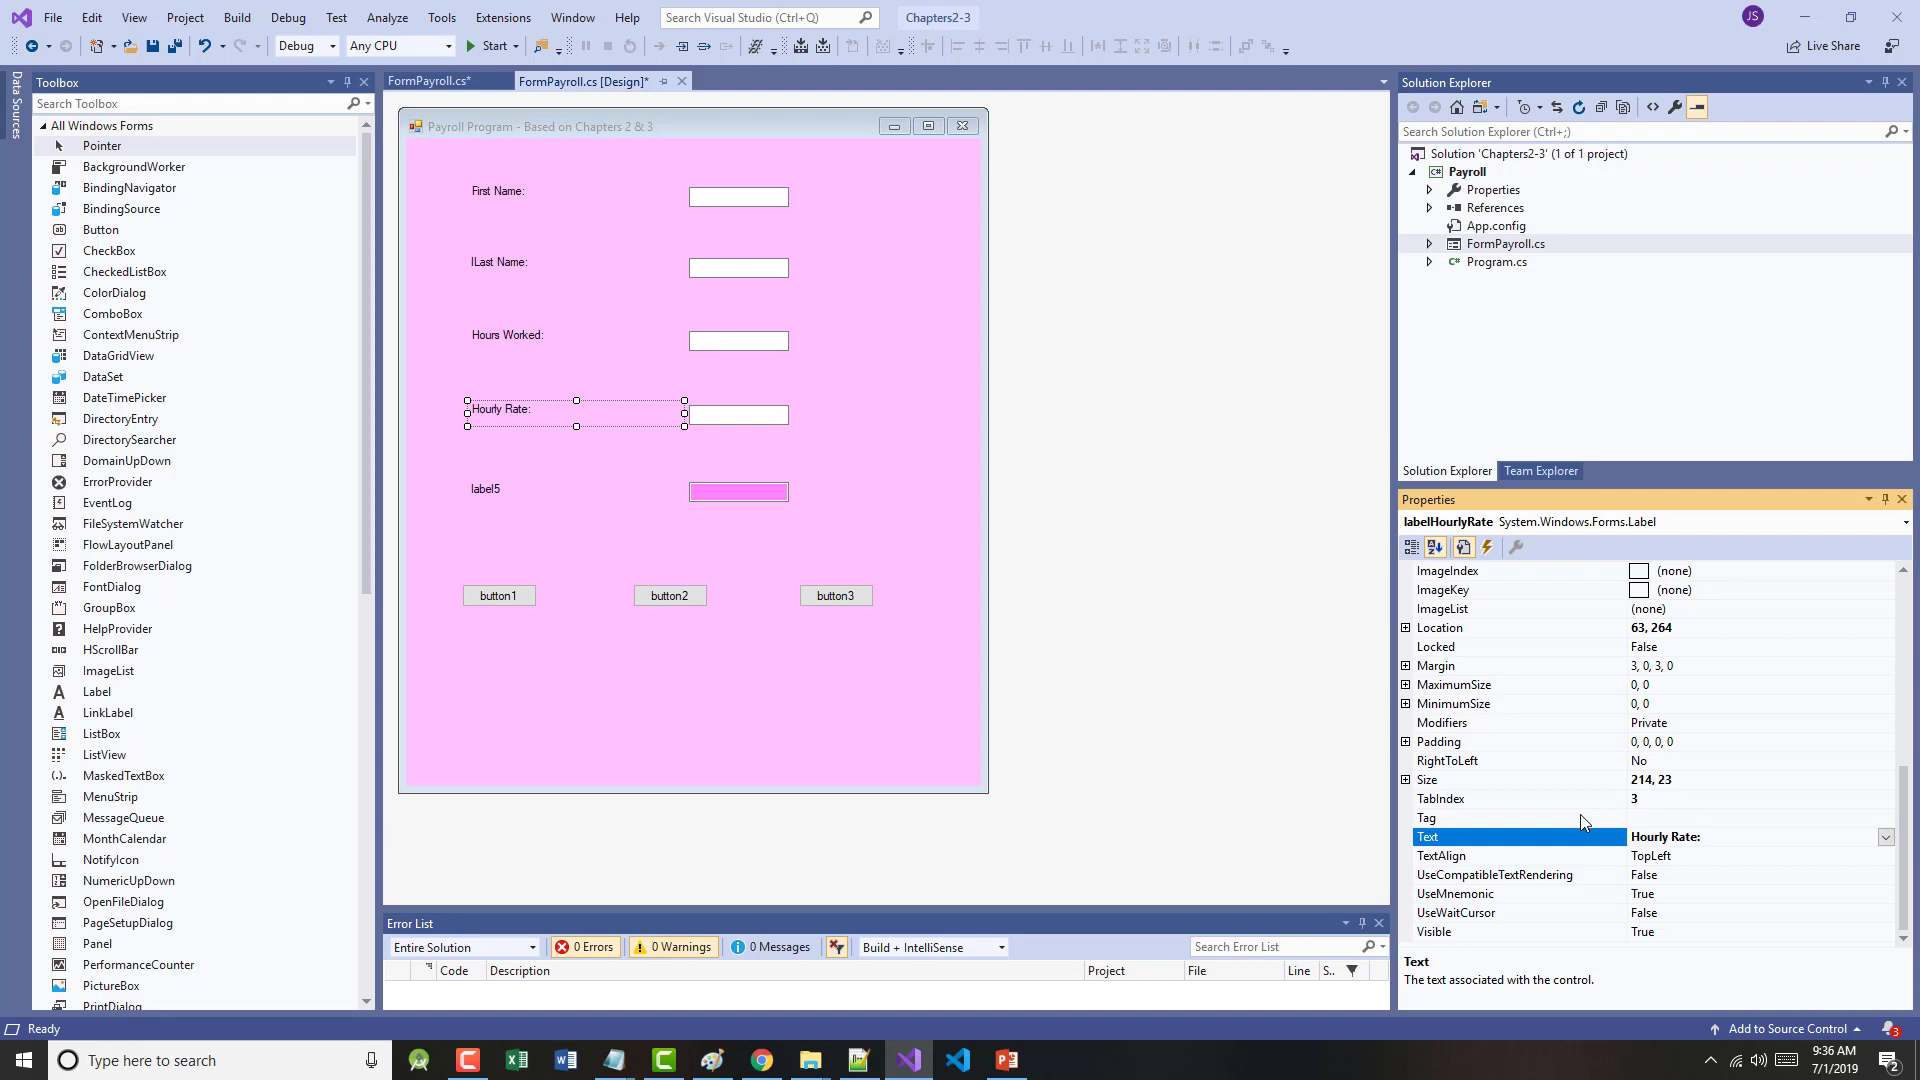 File Edit View Project Build Debug Test Analyze Tools Extensions Window Help Search Visual Studio (Ctrl+Q) Chapters2-3 JS
Debug Any CPU Start Live Share
Data Sources
Toolbox
Search Toolbox
All Windows Forms
Pointer
BackgroundWorker
BindingNavigator
BindingSource
Button
CheckBox
CheckedListBox
ColorDialog
ComboBox
ContextMenuStrip
DataGridView
DataSet
DateTimePicker
DirectoryEntry
DirectorySearcher
DomainUpDown
ErrorProvider
EventLog
FileSystemWatcher
FlowLayoutPanel
FolderBrowserDialog
FontDialog
GroupBox
HelpProvider
HScrollBar
ImageList
Label
LinkLabel
ListBox
ListView
MaskedTextBox
MenuStrip
MessageQueue
MonthCalendar
NotifyIcon
NumericUpDown
OpenFileDialog
PageSetupDialog
Panel
PerformanceCounter
PictureBox
PrintDialog
FormPayroll.cs* FormPayroll.cs [Design]*
Payroll Program - Based on Chapters 2 & 3
First Name:
lLast Name:
Hours Worked:
Hourly Rate:
label5
button1 button2 button3
Error List
Entire Solution 0 Errors 0 Warnings 0 Messages Build + IntelliSense Search Error List
Code Description Project File Line S..
Solution Explorer
Search Solution Explorer (Ctrl+;)
Solution 'Chapters2-3' (1 of 1 project)
Payroll
Properties
References
App.config
FormPayroll.cs
Program.cs
Solution Explorer Team Explorer
Properties
labelHourlyRate System.Windows.Forms.Label
ImageIndex (none)
ImageKey (none)
ImageList (none)
Location 63, 264
Locked False
Margin 3, 0, 3, 0
MaximumSize 0, 0
MinimumSize 0, 0
Modifiers Private
Padding 0, 0, 0, 0
RightToLeft No
Size 214, 23
TabIndex 3
Tag
Text Hourly Rate:
TextAlign TopLeft
UseCompatibleTextRendering False
UseMnemonic True
UseWaitCursor False
Visible True
Text
The text associated with the control.
Ready Add to Source Control 3
Type here to search 9:36 AM
7/1/2019 2